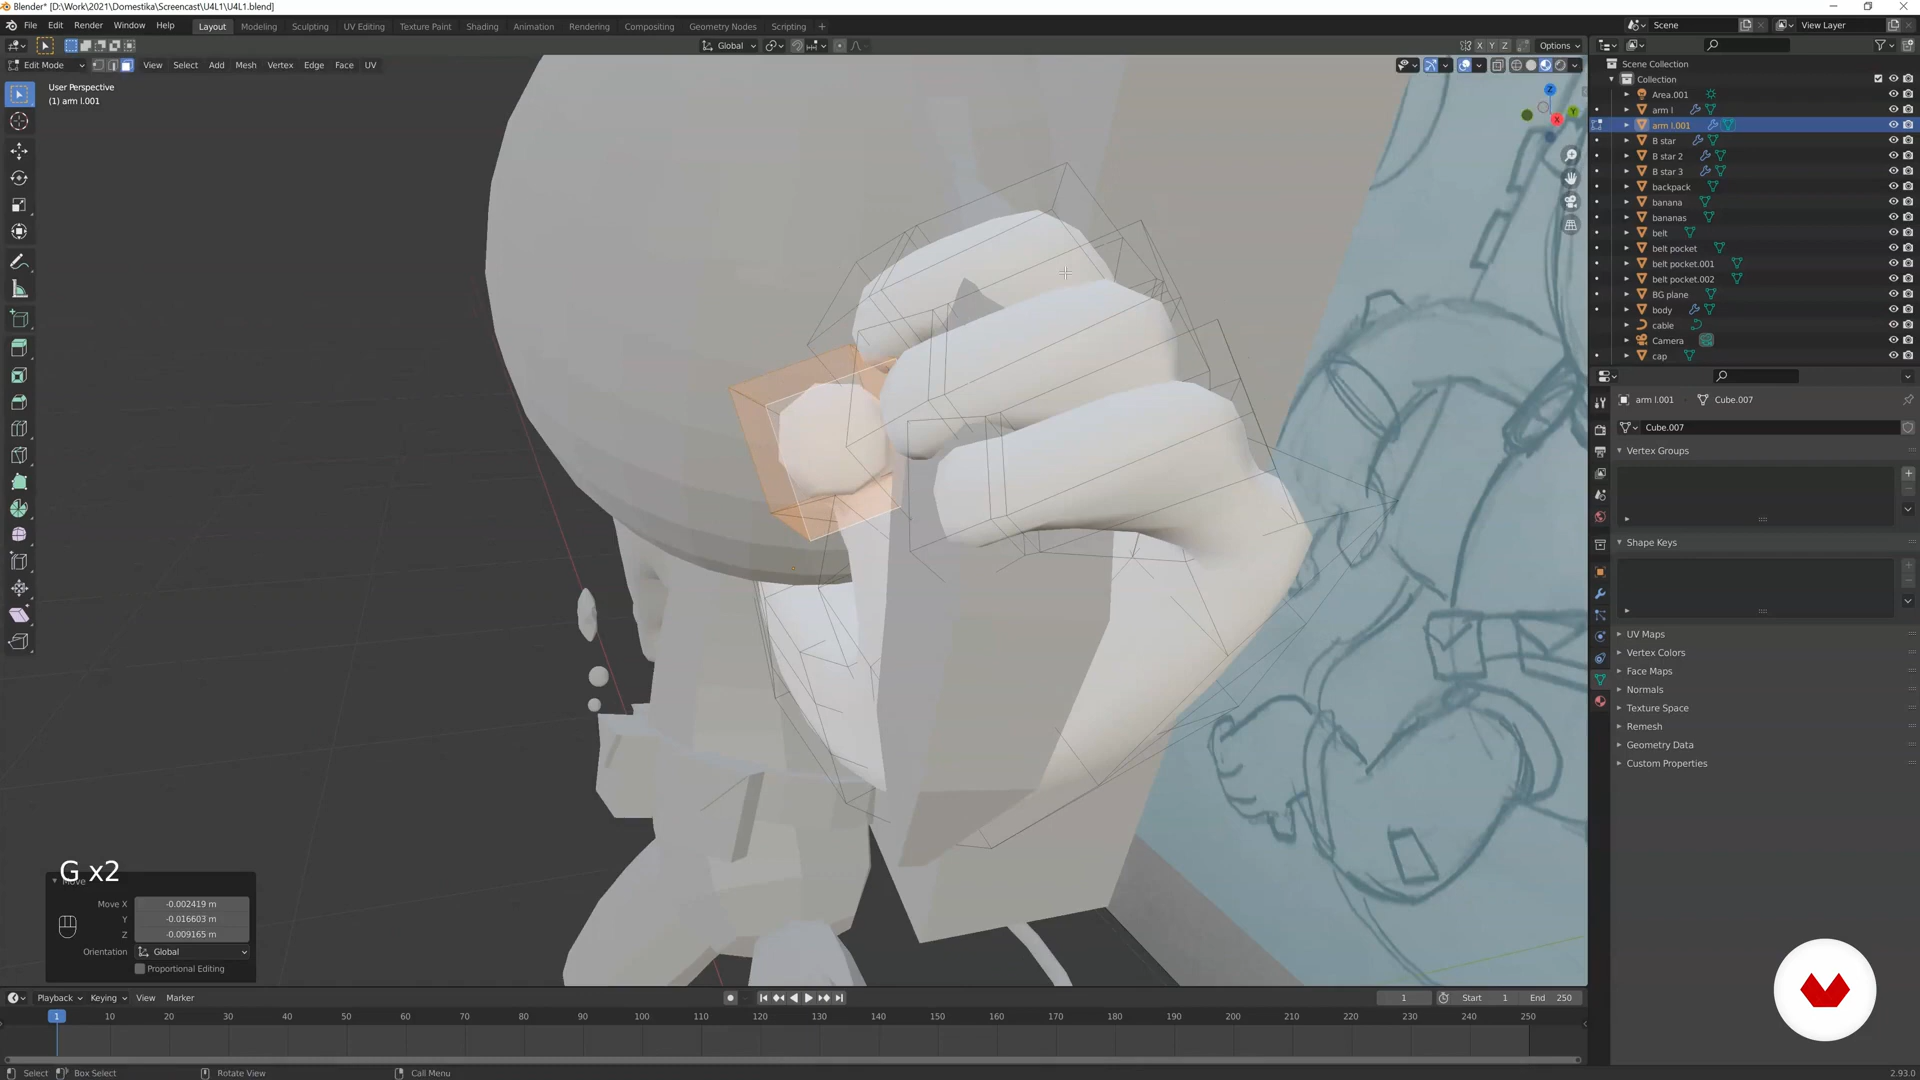 Blender* [D:\Work\2021\Domestika\Screencast\U4L1\U4L1.blend]
File Edit Render Window Help Layout Modeling Sculpting UV Editing Texture Paint Shading Animation Rendering Compositing Geometry Nodes Scripting + Scene View Layer
Global X Y Z Options
Edit Mode View Select Add Mesh Vertex Edge Face UV
User Perspective
(1) arm l.001
Z
Y
X
Scene Collection
Collection
Area.001
arm l
arm l.001
B star
B star 2
B star 3
backpack
banana
bananas
belt
belt pocket
belt pocket.001
belt pocket.002
BG plane
body
cable
Camera
cap
arm l.001 Cube.007
Cube.007
Vertex Groups
Shape Keys
UV Maps
Vertex Colors
Face Maps
Normals
Texture Space
Remesh
Geometry Data
Custom Properties
G x2
Move
Move X -0.002419 m
Y -0.016603 m
Z -0.009165 m
Orientation Global
Proportional Editing
Playback Keying View Marker 1 Start 1 End 250
1 10 20 30 40 50 60 70 80 90 100 110 120 130 140 150 160 170 180 190 200 210 220 230 240 250
Select Box Select Rotate View Call Menu 2.93.0